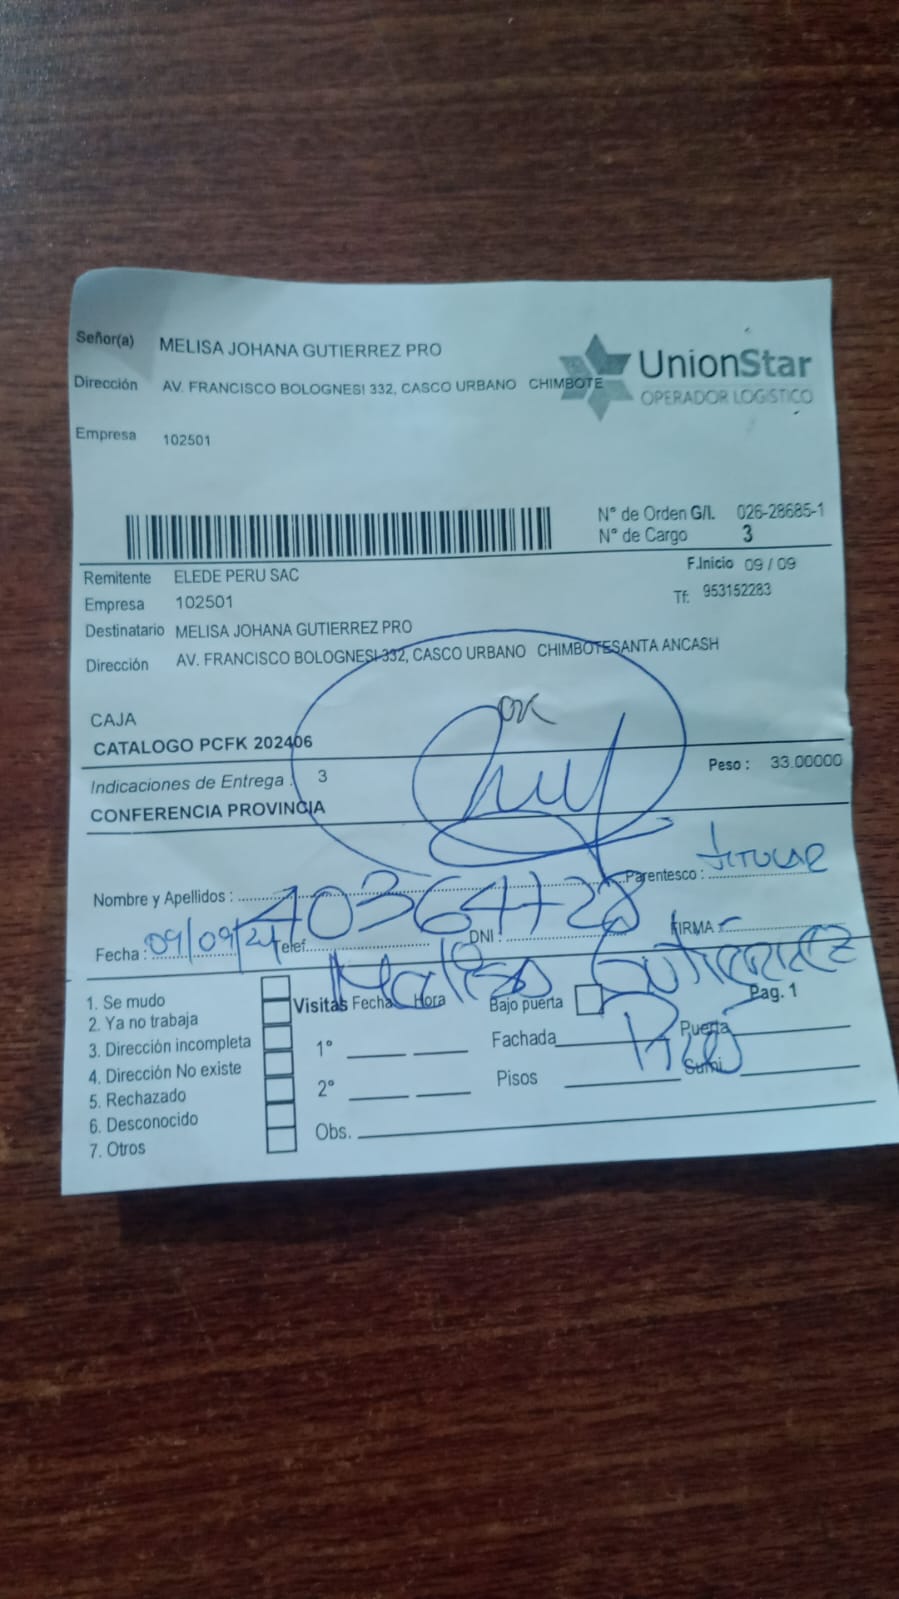 Señor(a) MELISA JOHANA GUTIERREZ PRO
UnionStar
OPERADOR LOGISTICO
Dirección AV. FRANCISCO BOLOGNESI 332, CASCO URBANO CHIMBOTE
Empresa 102501
N° de Orden G/I. 026-28685-1
N° de Cargo 3
Remitente ELEDE PERU SAC
F.Inicio 09 / 09
Empresa 102501
Tf: 953152283
Destinatario MELISA JOHANA GUTIERREZ PRO
Dirección AV. FRANCISCO BOLOGNESI 332, CASCO URBANO CHIMBOTESANTA ANCASH
OK
CAJA
CATALOGO PCFK 202406
Indicaciones de Entrega : 3
Peso : 33.00000
CONFERENCIA PROVINCIA
Nombre y Apellidos :
Parentesco : TITULAR
40364728
Fecha : 09/09/24 Telef. DNI : FIRMA
Melisa Gutierrez
1. Se mudo
2. Ya no trabaja
3. Dirección incompleta
4. Dirección No existe
5. Rechazado
6. Desconocido
7. Otros
Visitas Fecha Hora Bajo puerta Pag. 1
1° Fachada Puerta
2° Pisos Sumi.
Obs.